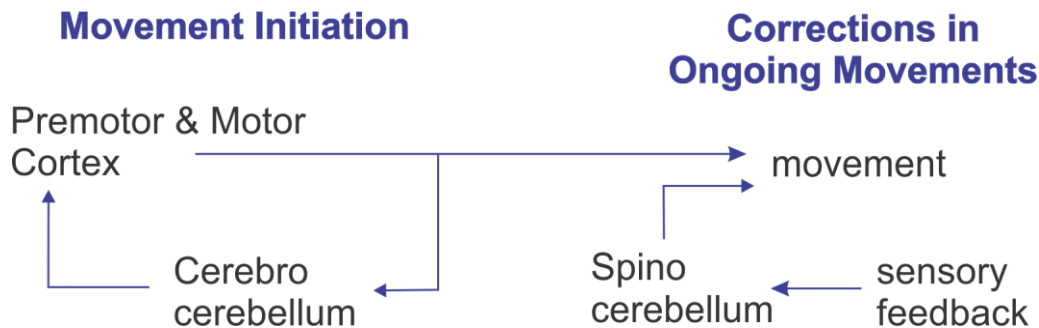 Movement Initiation
Corrections in
Ongoing Movements
Premotor & Motor
Cortex
movement
Cerebro
cerebellum
Spino
cerebellum
sensory
feedback